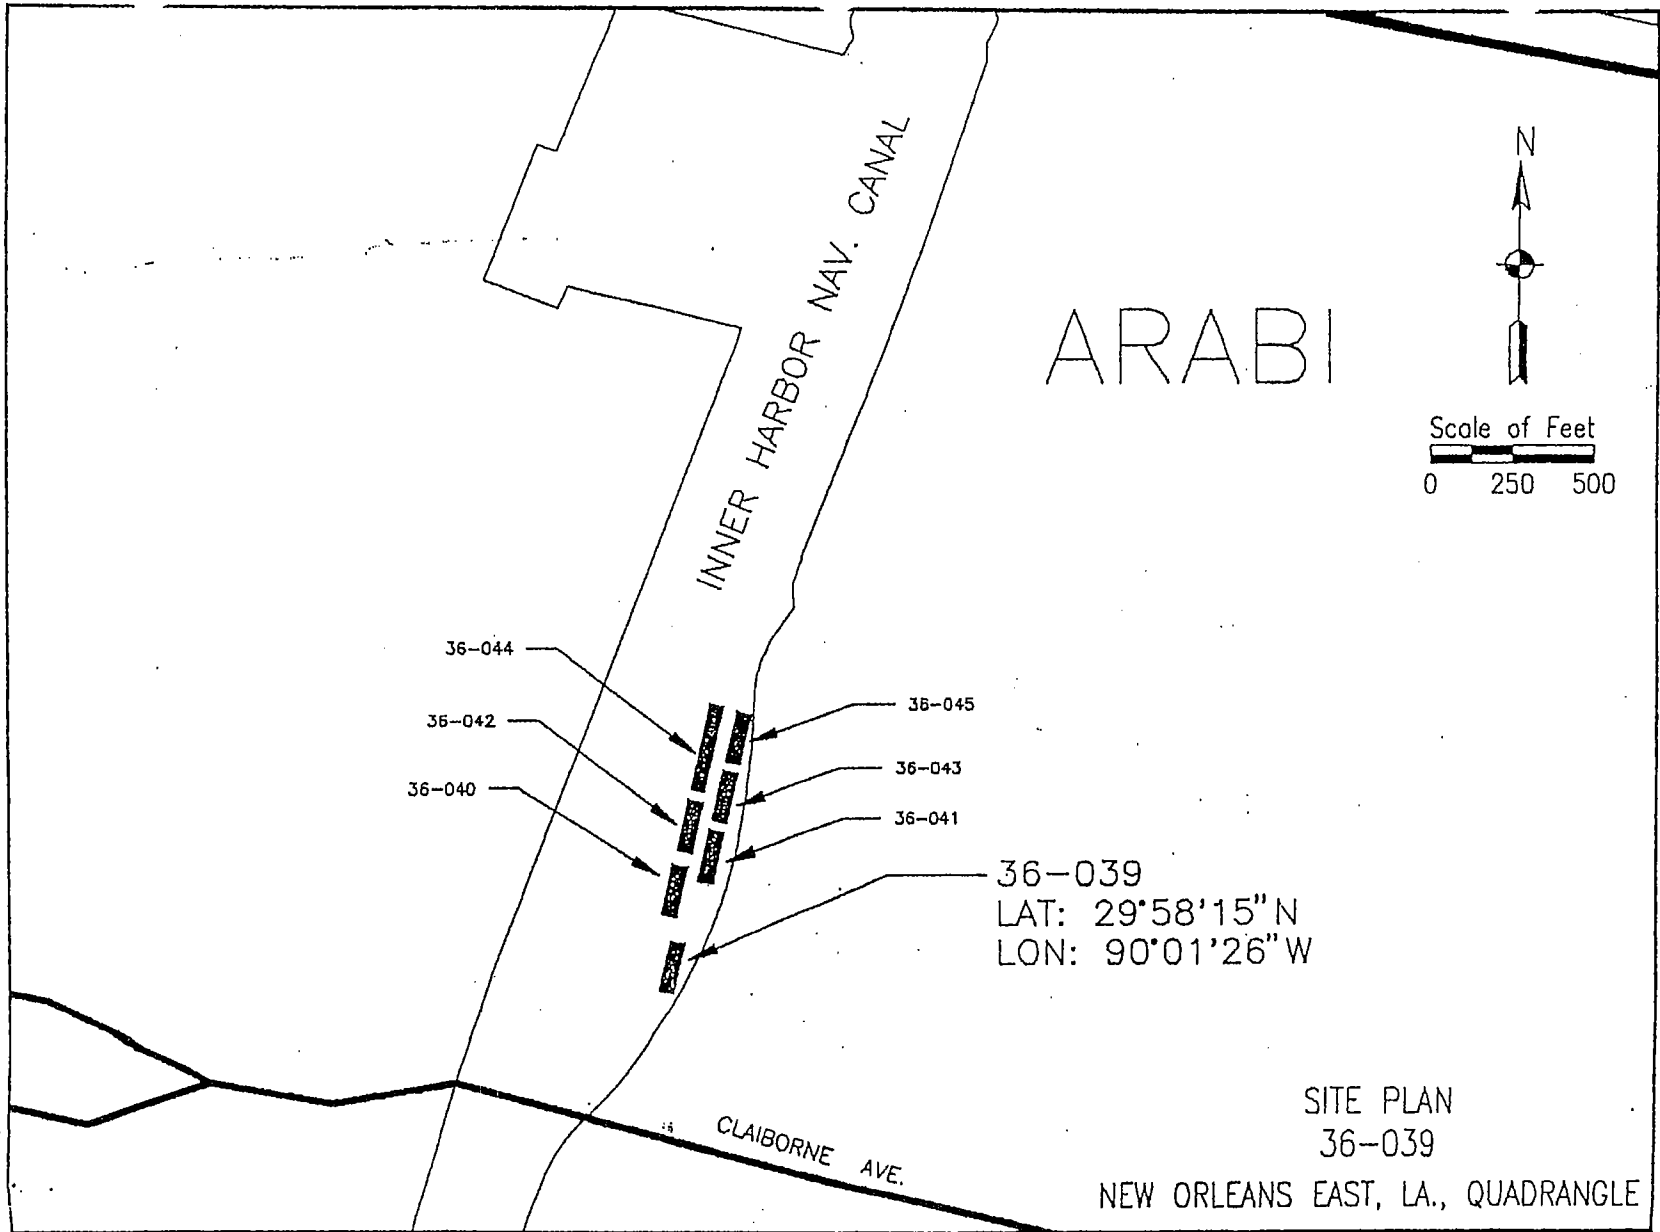 N
INNER HARBOR NAV. CANAL
ARABI
Scale of Feet
0 250 500
36-044
36-042
36-040
36-045
36-043
36-041
36-039
LAT: 29°58'15"N
LON: 90°01'26"W
CLAIBORNE AVE.
SITE PLAN
36-039
NEW ORLEANS EAST, LA., QUADRANGLE